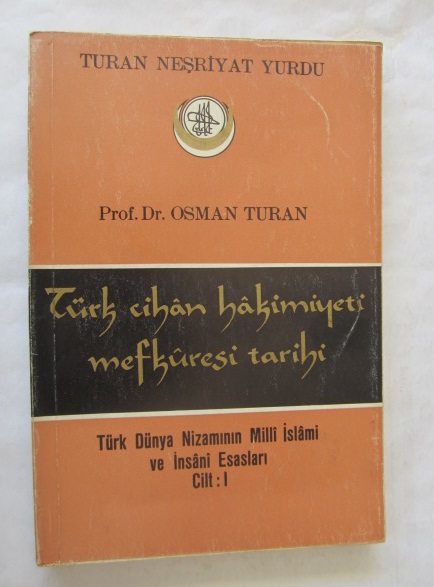 TURAN NEŞRİYAT YURDU
Prof. Dr. OSMAN TURAN
Türk cihân hâkimiyeti
mefkûresi tarihi
Türk Dünya Nizamının Millî İslâmi
ve İnsânî Esasları
Cilt : I